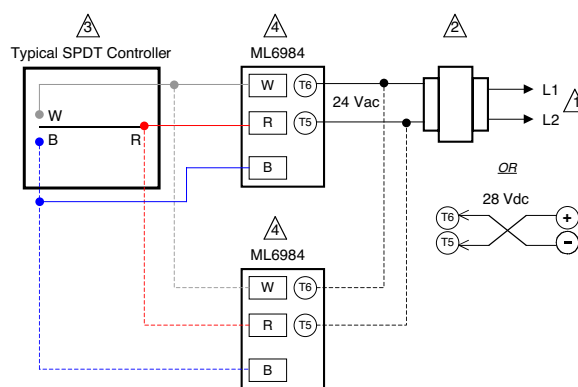 3
Typical SPDT Controller
W
B
R
4
ML6984
W
R
B
T6
T5
24 Vac
2
L1
L2
1
OR
28 Vdc
T6
T5
+
−
4
ML6984
W
R
B
T6
T5